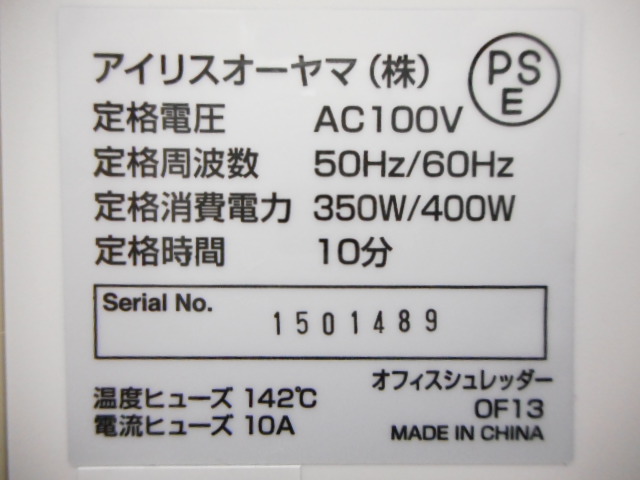 アイリスオーヤマ（株）
PS
E
定格電圧 AC100V
定格周波数 50Hz/60Hz
定格消費電力 350W/400W
定格時間 10分
Serial No.
1501489
温度ヒューズ 142℃
電流ヒューズ 10A
オフィスシュレッダー
OF13
MADE IN CHINA